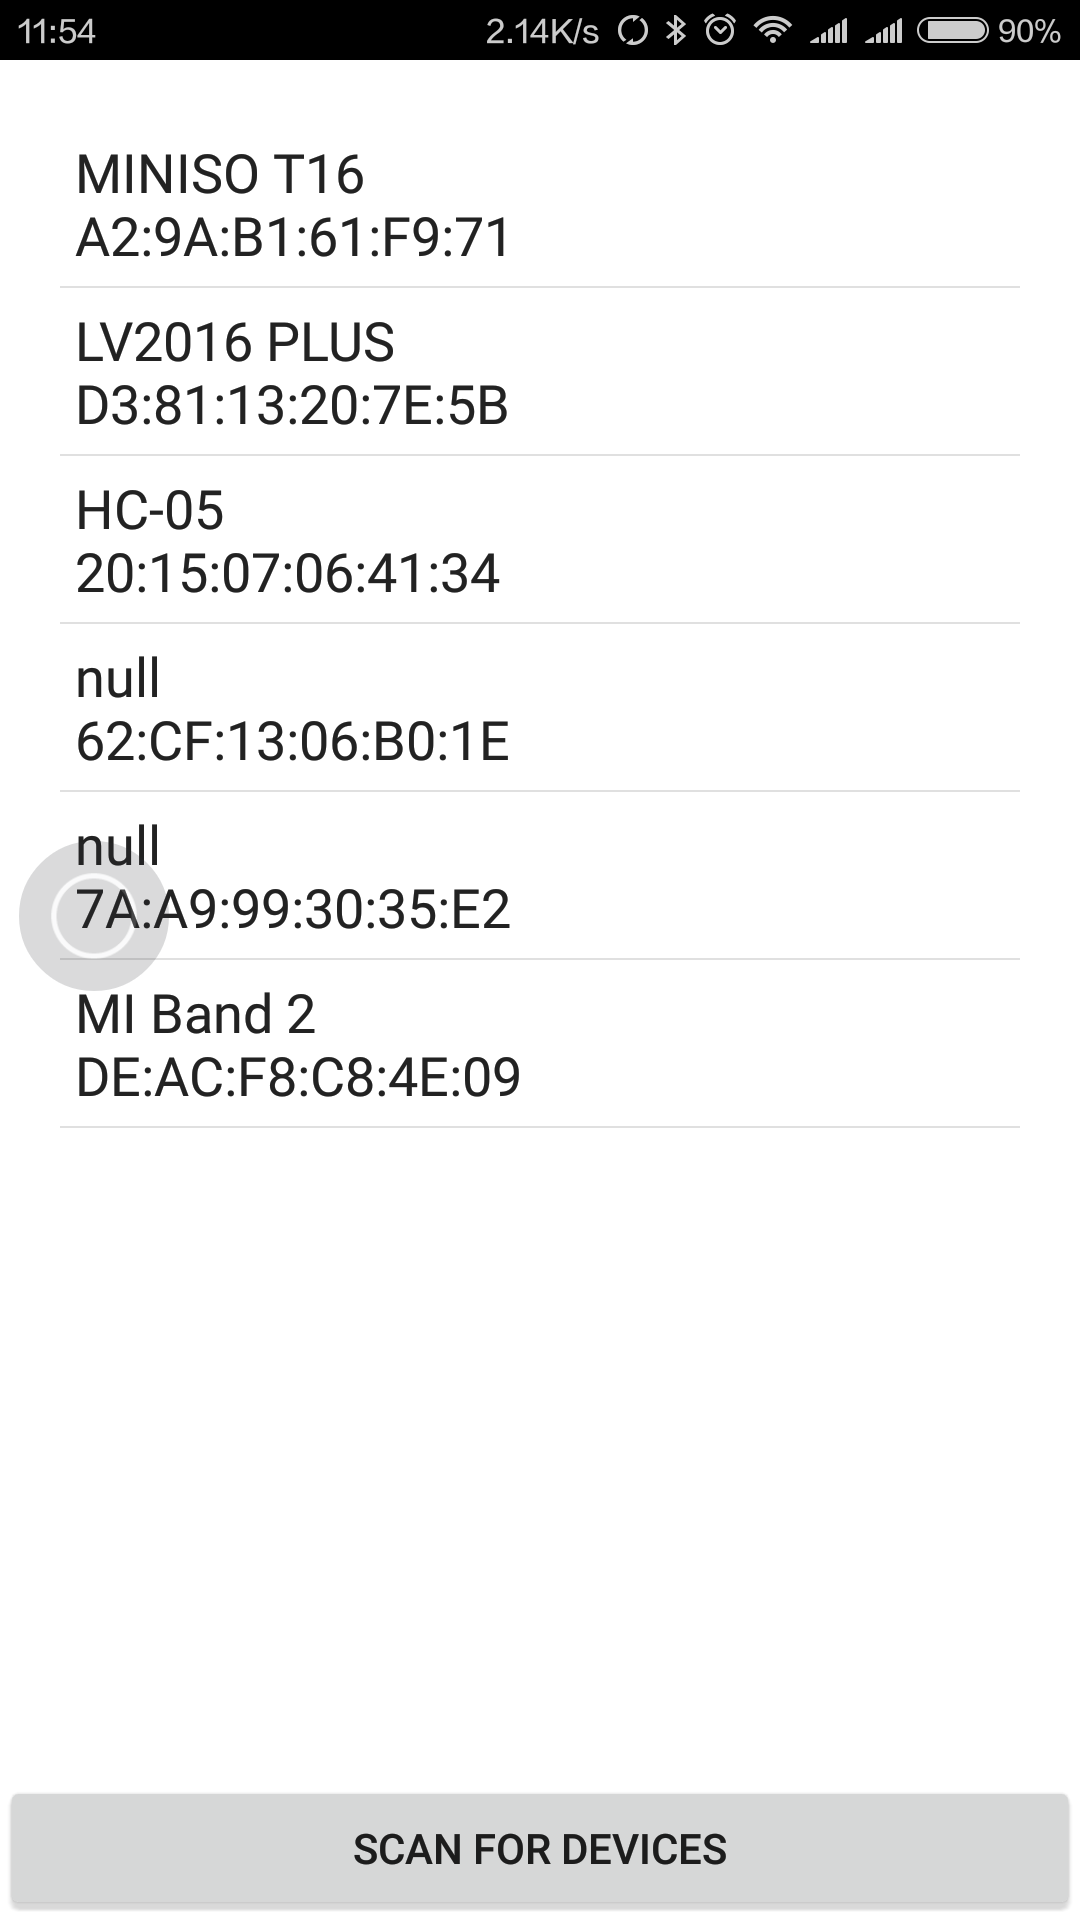 11:54 2.14K/s 90%
MINISO T16
A2:9A:B1:61:F9:71
LV2016 PLUS
D3:81:13:20:7E:5B
HC-05
20:15:07:06:41:34
null
62:CF:13:06:B0:1E
null
7A:A9:99:30:35:E2
MI Band 2
DE:AC:F8:C8:4E:09
SCAN FOR DEVICES